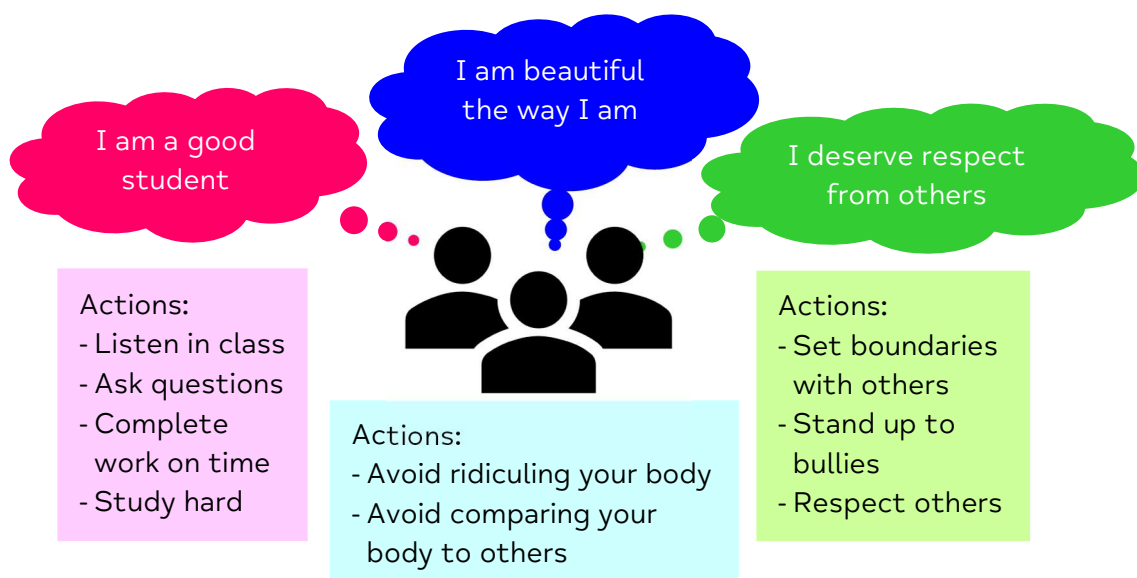 I am a good
student
I am beautiful
the way I am
I deserve respect
from others
Actions:
- Listen in class
- Ask questions
- Complete
work on time
- Study hard
Actions:
- Avoid ridiculing your body
- Avoid comparing your
body to others
Actions:
- Set boundaries
with others
- Stand up to
bullies
- Respect others